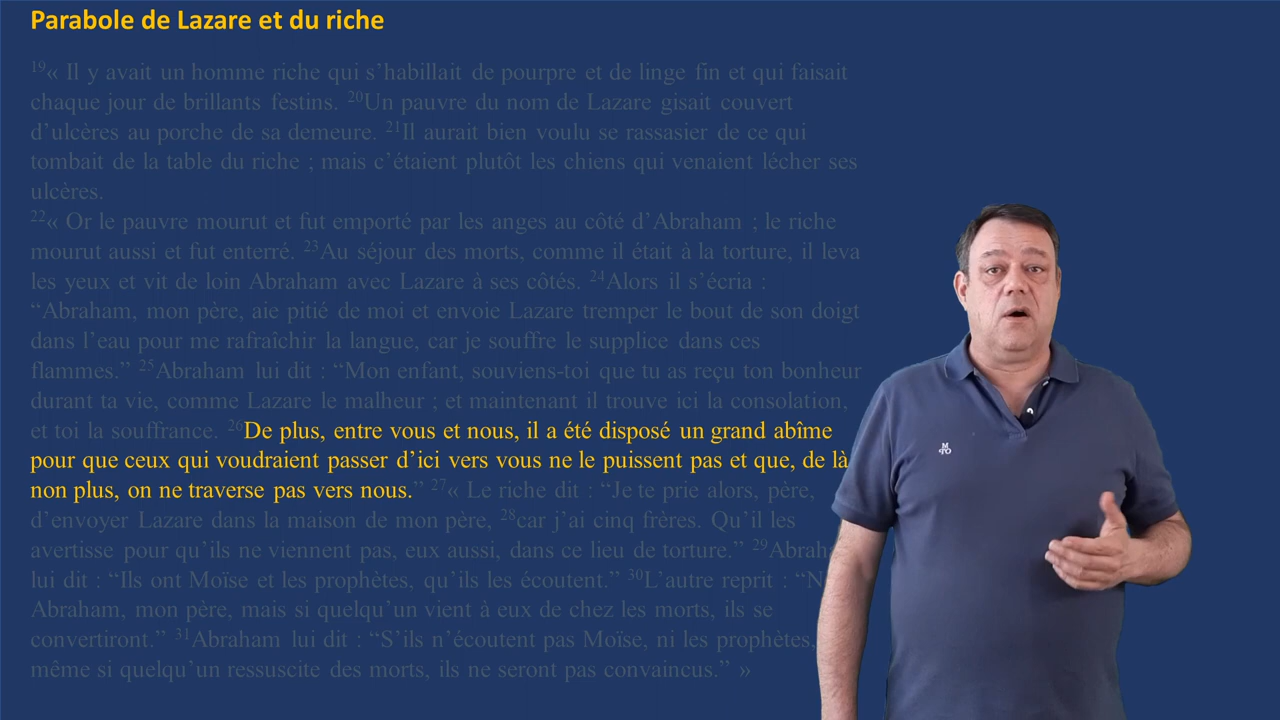 Parabole de Lazare et du riche
19« Il y avait un homme riche qui s’habillait de pourpre et de linge fin et qui faisait
chaque jour de brillants festins. 20Un pauvre du nom de Lazare gisait couvert
d’ulcères au porche de sa demeure. 21Il aurait bien voulu se rassasier de ce qui
tombait de la table du riche ; mais c’étaient plutôt les chiens qui venaient lécher ses
ulcères.
22« Or le pauvre mourut et fut emporté par les anges au côté d’Abraham ; le riche
mourut aussi et fut enterré. 23Au séjour des morts, comme il était à la torture, il leva
les yeux et vit de loin Abraham avec Lazare à ses côtés. 24Alors il s’écria :
“Abraham, mon père, aie pitié de moi et envoie Lazare tremper le bout de son doigt
dans l’eau pour me rafraîchir la langue, car je souffre le supplice dans ces
flammes.” 25Abraham lui dit : “Mon enfant, souviens-toi que tu as reçu ton bonheur
durant ta vie, comme Lazare le malheur ; et maintenant il trouve ici la consolation,
et toi la souffrance. 26De plus, entre vous et nous, il a été disposé un grand abîme
pour que ceux qui voudraient passer d’ici vers vous ne le puissent pas et que, de là
non plus, on ne traverse pas vers nous.” 27« Le riche dit : “Je te prie alors, père,
d’envoyer Lazare dans la maison de mon père, 28car j’ai cinq frères. Qu’il les
avertisse pour qu’ils ne viennent pas, eux aussi, dans ce lieu de torture.” 29Abrah
lui dit : “Ils ont Moïse et les prophètes, qu’ils les écoutent.” 30L’autre reprit : “N
Abraham, mon père, mais si quelqu’un vient à eux de chez les morts, ils se
convertiront.” 31Abraham lui dit : “S’ils n’écoutent pas Moïse, ni les prophètes,
même si quelqu’un ressuscite des morts, ils ne seront pas convaincus.” »